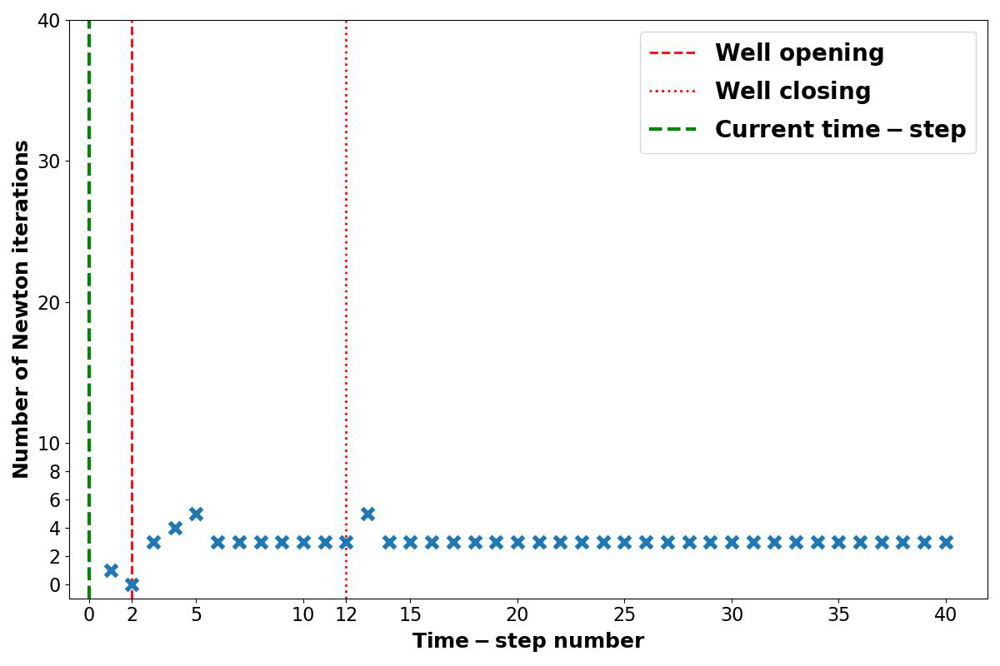 Well opening
Well closing
Current time − step
Number of Newton iterations
40
30
20
10
8
6
4
2
0
0 2 5 10 12 15 20 25 30 35 40
Time − step number